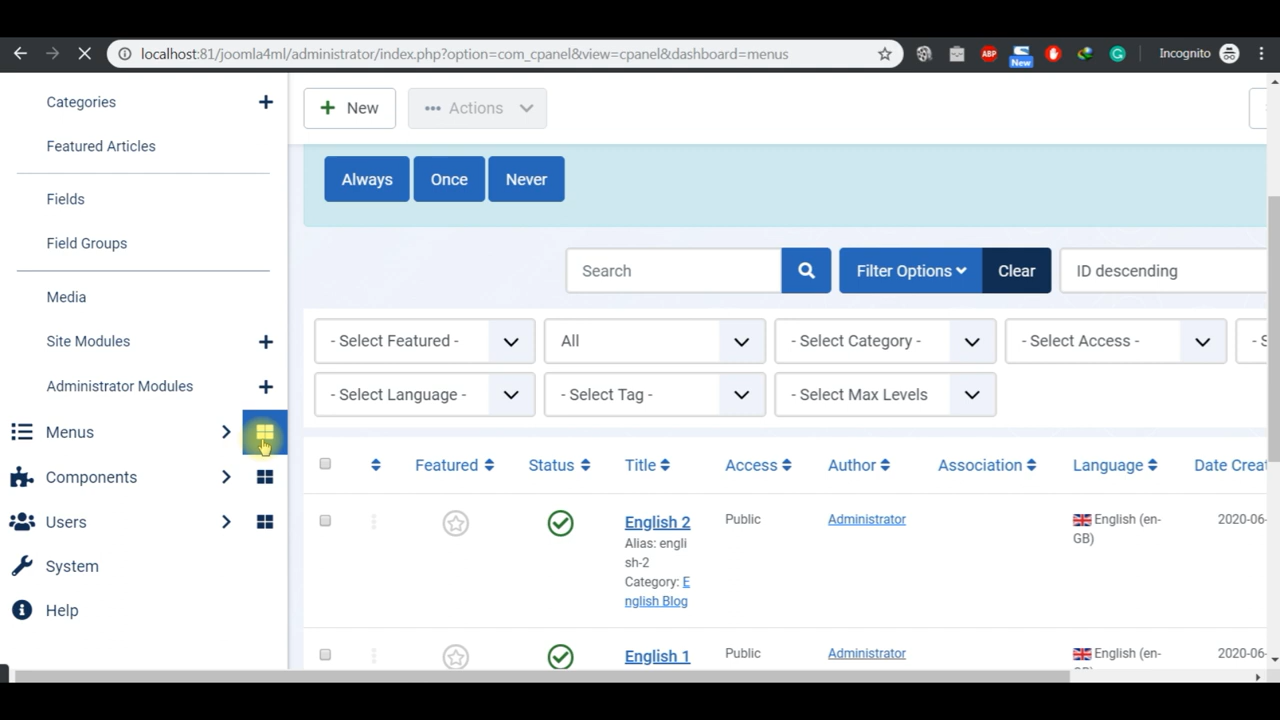 localhost:81/joomla4ml/administrator/index.php?option=com_cpanel&view=cpanel&dashboard=menus
ABP
New
Incognito
Categories
Featured Articles
Fields
Field Groups
Media
Site Modules
Administrator Modules
Menus
Components
Users
System
Help
New
Actions
Always
Once
Never
Search
Filter Options
Clear
ID descending
- Select Featured -
All
- Select Category -
- Select Access -
- S
- Select Language -
- Select Tag -
- Select Max Levels
Featured
Status
Title
Access
Author
Association
Language
Date Crea
English 2
Alias: engli
sh-2
Category: E
nglish Blog
Public
Administrator
English (en-
GB)
2020-06-
English 1
Public
Administrator
English (en-
2020-06-